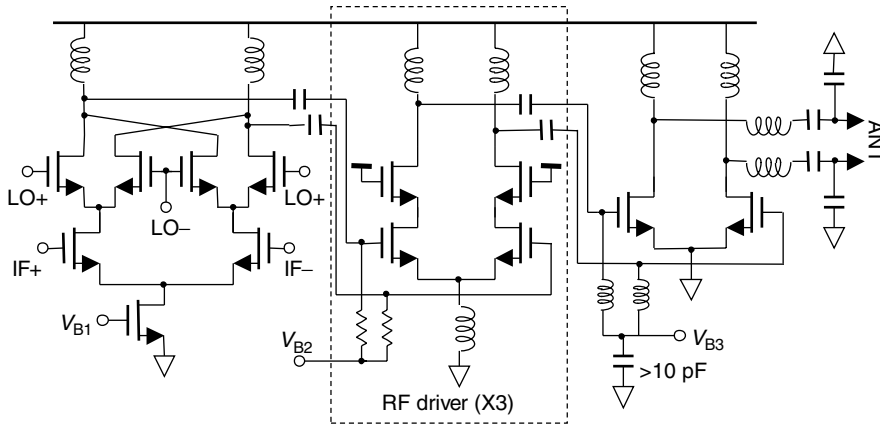 LO+
LO−
LO+
IF+
IF−
V_B1
V_B2
V_B3
>10 pF
RF driver (X3)
ANT